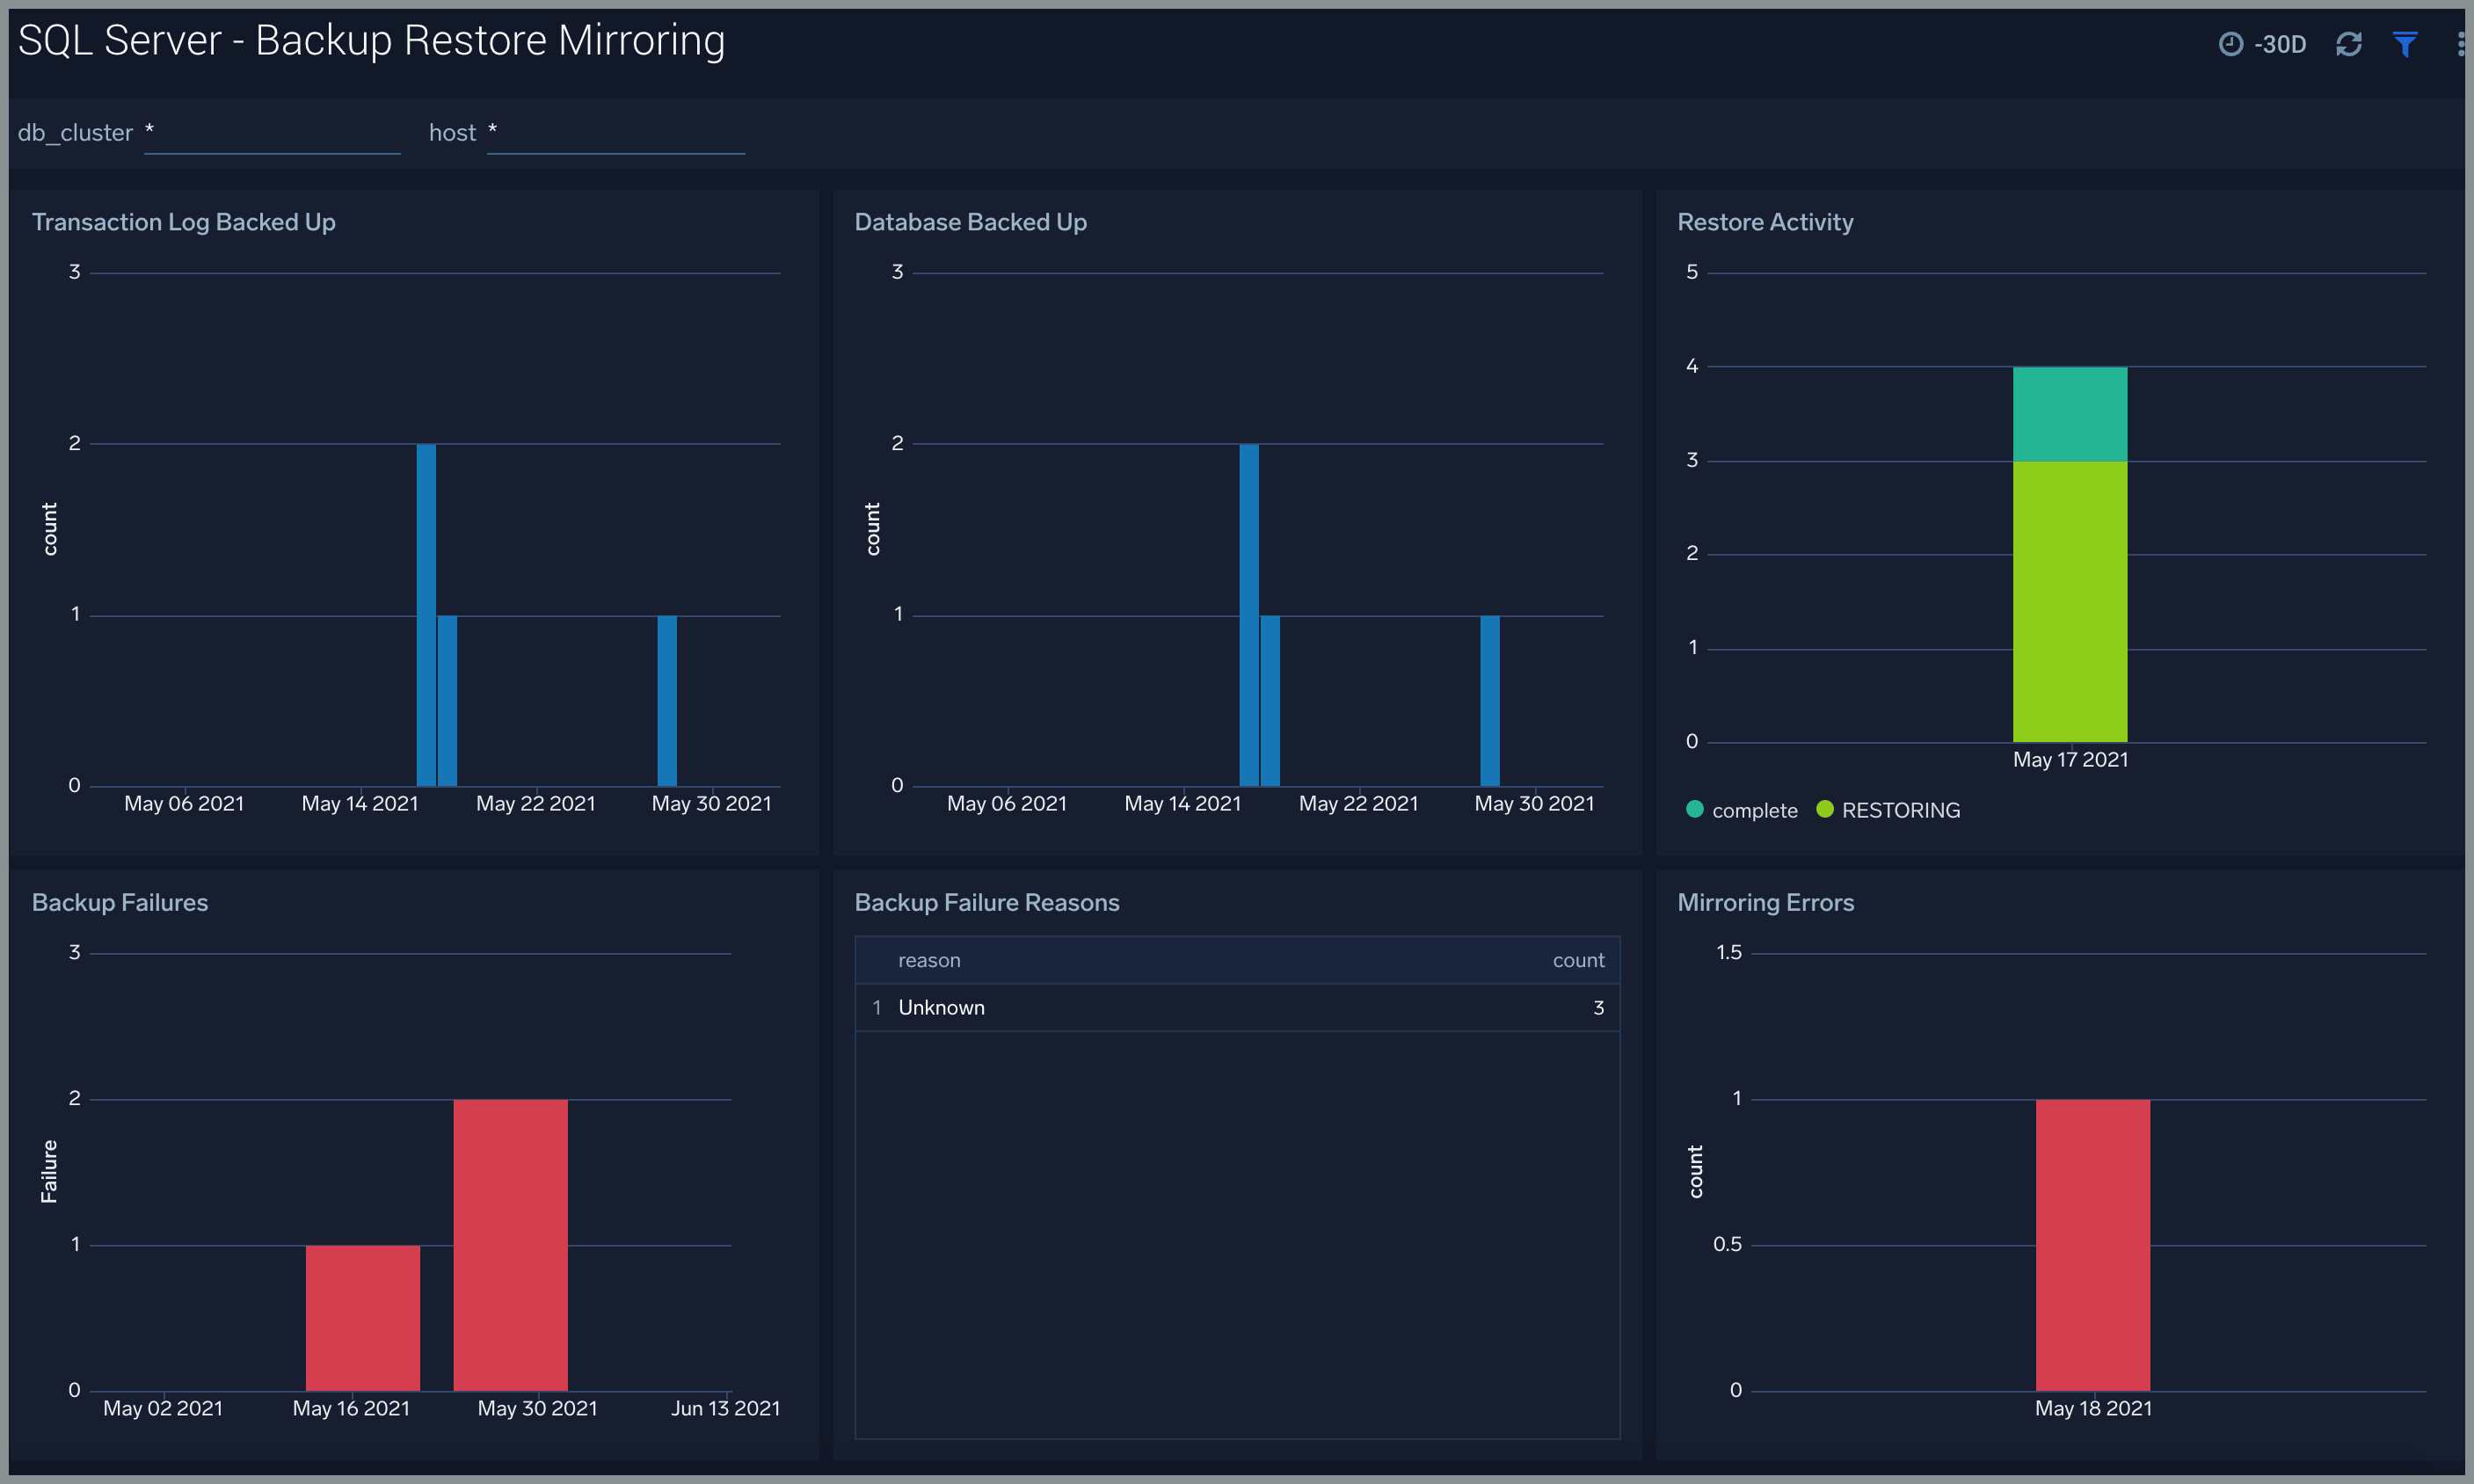 SQL Server - Backup Restore Mirroring
-30D
db_cluster *
host *
Transaction Log Backed Up
3
2
1
0
count
May 06 2021 May 14 2021 May 22 2021 May 30 2021
Database Backed Up
3
2
1
0
count
May 06 2021 May 14 2021 May 22 2021 May 30 2021
Restore Activity
5
4
3
2
1
0
May 17 2021
complete RESTORING
Backup Failures
3
2
1
0
Failure
May 02 2021 May 16 2021 May 30 2021 Jun 13 2021
Backup Failure Reasons
reason count
1 Unknown 3
Mirroring Errors
1.5
1
0.5
0
count
May 18 2021